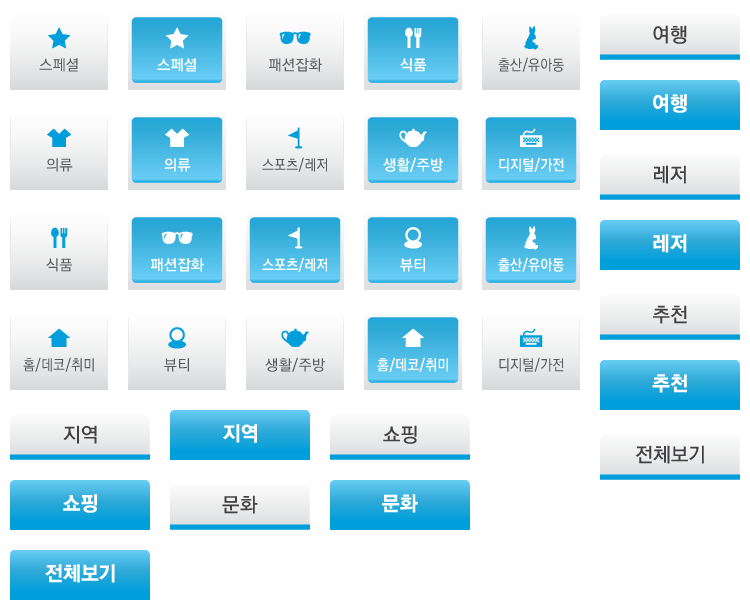 스페셜
스페셜
패션잡화
식품
출산/유아동
여행
여행
의류
의류
스포츠/레저
생활/주방
디지털/가전
레저
레저
식품
패션잡화
스포츠/레저
뷰티
출산/유아동
추천
홈/데코/취미
뷰티
생활/주방
홈/데코/취미
디지털/가전
추천
지역
지역
쇼핑
전체보기
쇼핑
문화
문화
전체보기